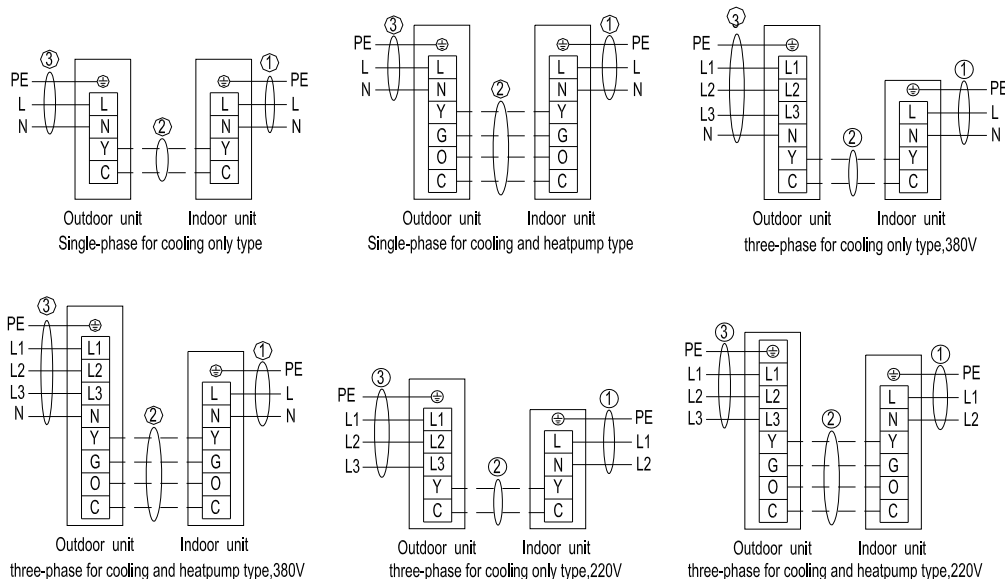 ③
PE
L
N
L
N
Y
C
②
L
N
Y
C
①
PE
L
N
Outdoor unit Indoor unit
Single-phase for cooling only type
③
PE
L
N
L
N
Y
G
O
C
②
L
N
Y
G
O
C
①
PE
L
N
Outdoor unit Indoor unit
Single-phase for cooling and heatpump type
③
PE
L1
L2
L3
N
L1
L2
L3
N
Y
C
②
L
N
Y
C
①
PE
L
N
Outdoor unit Indoor unit
three-phase for cooling only type,380V
③
PE
L1
L2
L3
N
L1
L2
L3
N
Y
G
O
C
②
L
N
Y
G
O
C
①
PE
L
N
Outdoor unit Indoor unit
three-phase for cooling and heatpump type,380V
③
PE
L1
L2
L3
L1
L2
L3
Y
C
②
L
N
Y
C
①
PE
L1
L2
Outdoor unit Indoor unit
three-phase for cooling only type,220V
③
PE
L1
L2
L3
L1
L2
L3
Y
G
O
C
②
L
N
Y
G
O
C
①
PE
L1
L2
Outdoor unit Indoor unit
three-phase for cooling and heatpump type,220V